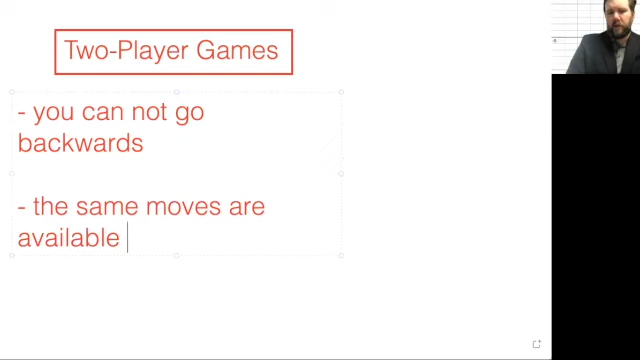 Two-Player Games
- you can not go
backwards
- the same moves are
available